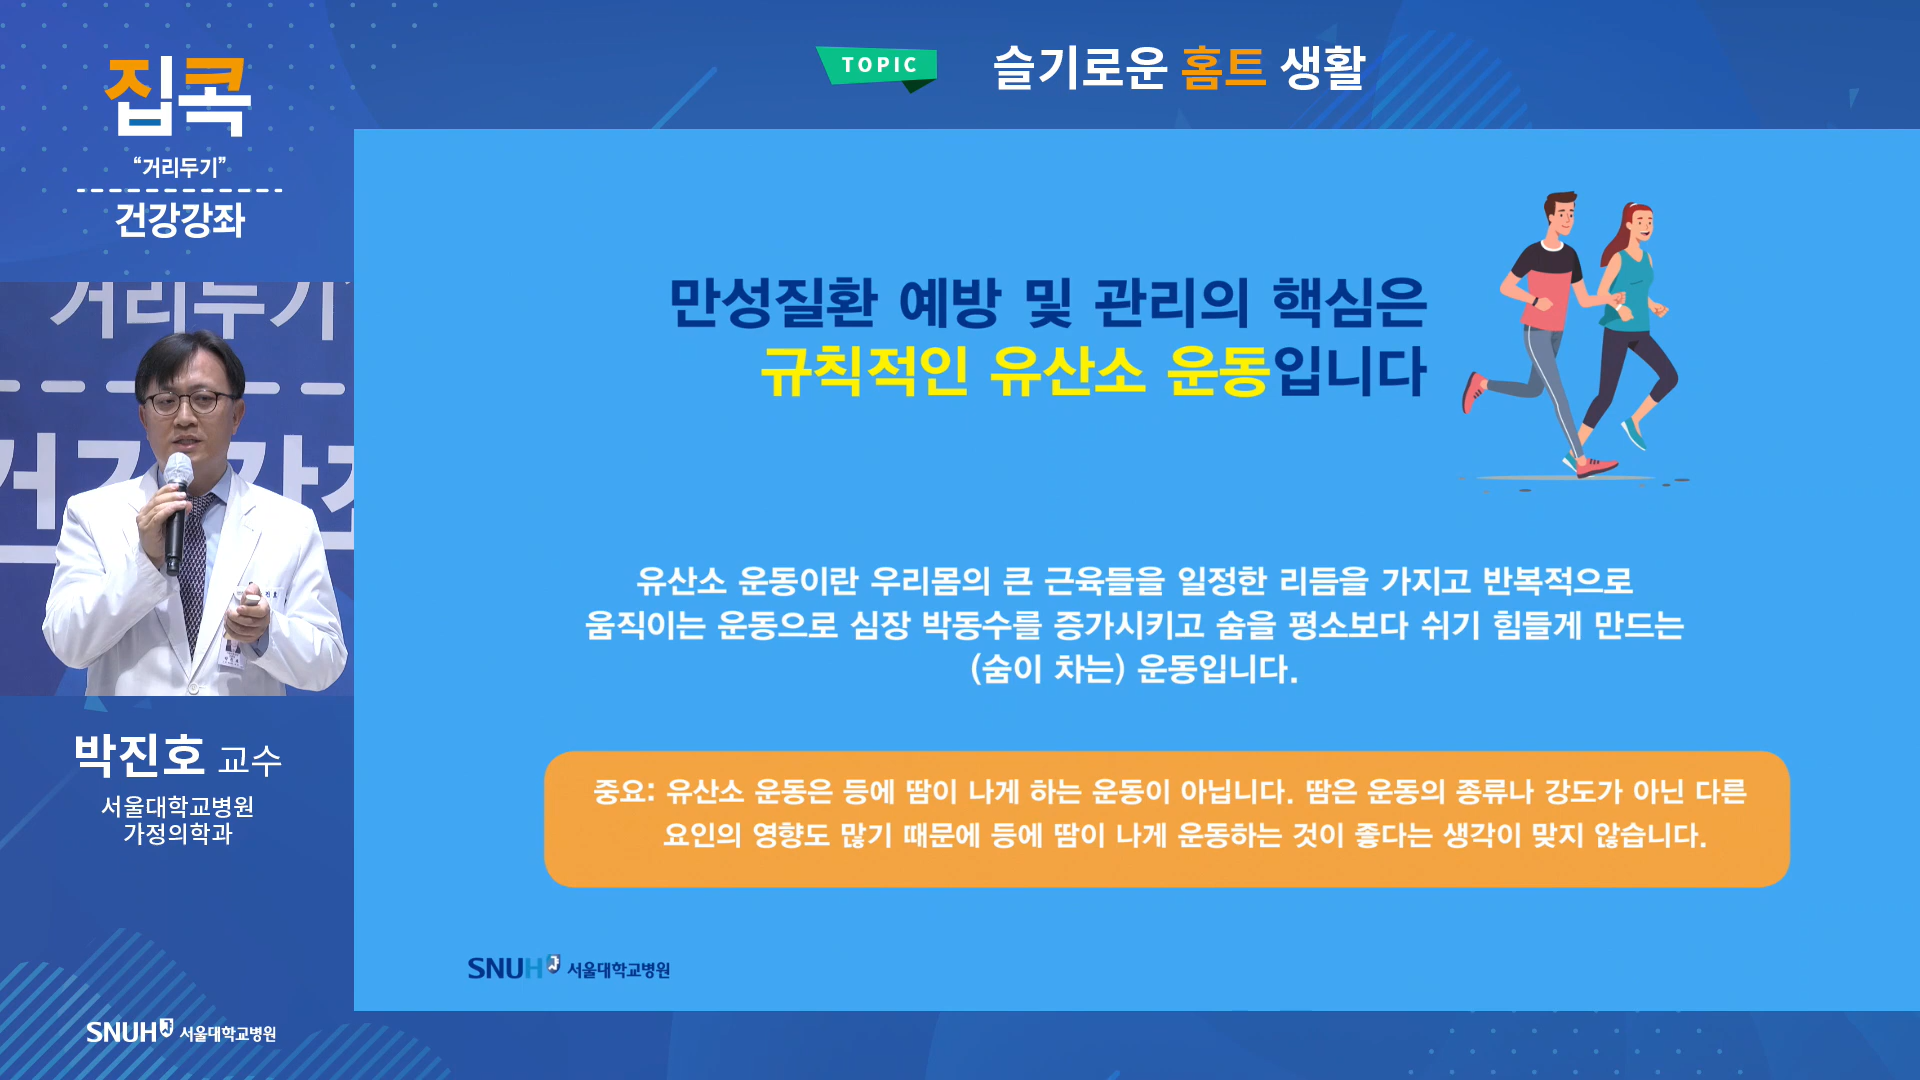 집콕
“거리두기”
건강강좌
TOPIC
슬기로운 홈트 생활
거리두기
건강강좌
박진호 교수
서울대학교병원
가정의학과
SNUH 서울대학교병원
만성질환 예방 및 관리의 핵심은
규칙적인 유산소 운동입니다
유산소 운동이란 우리몸의 큰 근육들을 일정한 리듬을 가지고 반복적으로
움직이는 운동으로 심장 박동수를 증가시키고 숨을 평소보다 쉬기 힘들게 만드는
(숨이 차는) 운동입니다.
중요: 유산소 운동은 등에 땀이 나게 하는 운동이 아닙니다. 땀은 운동의 종류나 강도가 아닌 다른
요인의 영향도 많기 때문에 등에 땀이 나게 운동하는 것이 좋다는 생각이 맞지 않습니다.
SNUH 서울대학교병원